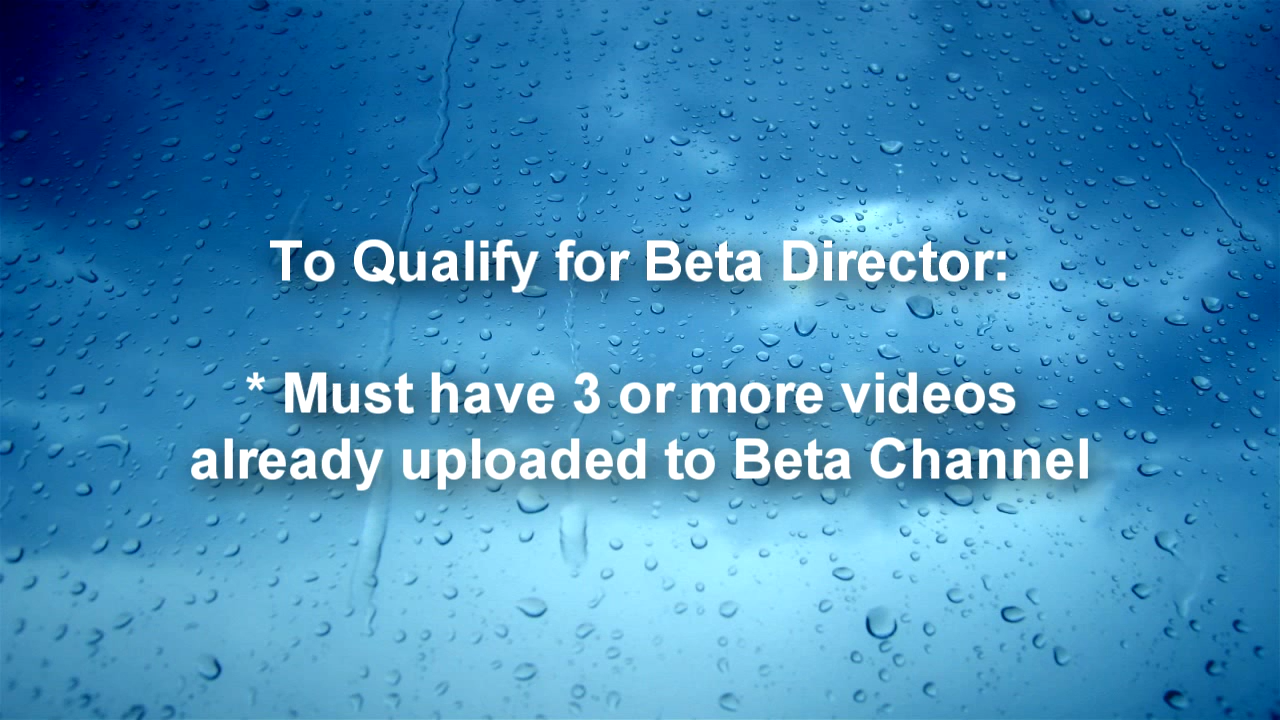 To Qualify for Beta Director:
* Must have 3 or more videos
already uploaded to Beta Channel